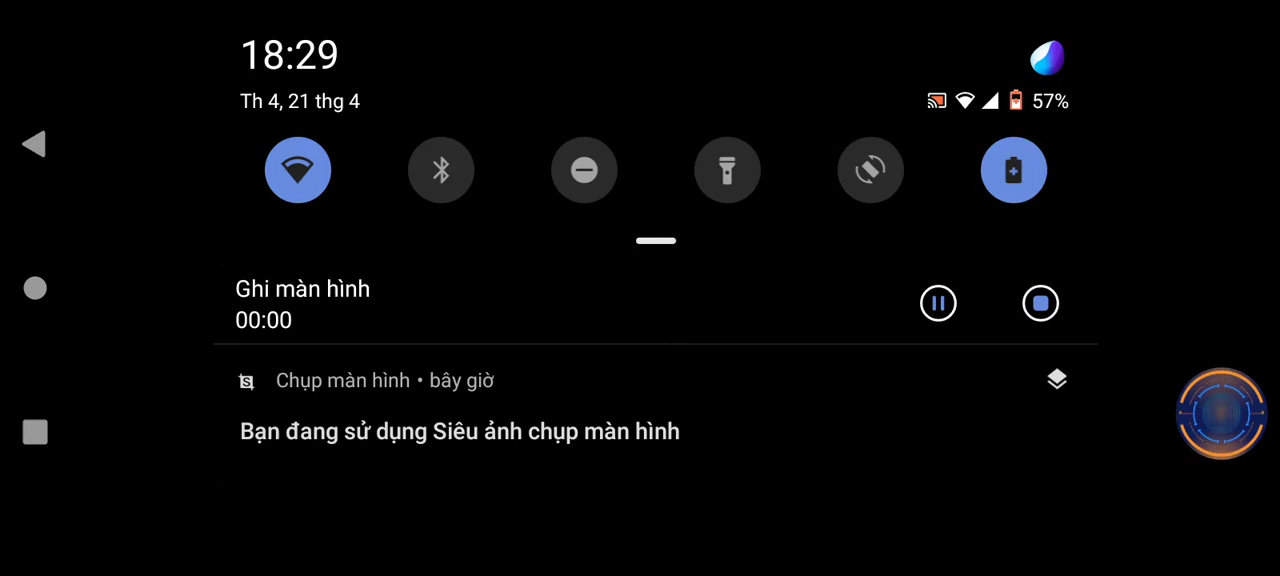 18:29
Th 4, 21 thg 4
57%
Ghi màn hình
00:00
Chụp màn hình • bây giờ
Bạn đang sử dụng Siêu ảnh chụp màn hình